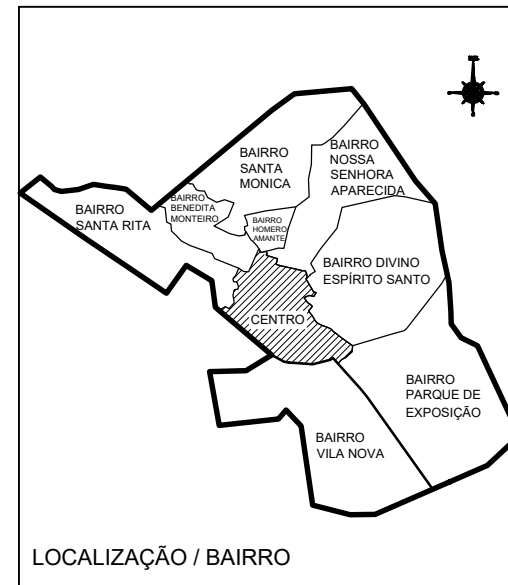 BAIRRO
SANTA
MONICA
BAIRRO
NOSSA
SENHORA
APARECIDA
BAIRRO
BENEDITA
MONTEIRO
BAIRRO
SANTA RITA
BAIRRO
HOMERO
AMANTE
BAIRRO DIVINO
ESPÍRITO SANTO
CENTRO
BAIRRO
PARQUE DE
EXPOSIÇÃO
BAIRRO
VILA NOVA
LOCALIZAÇÃO / BAIRRO